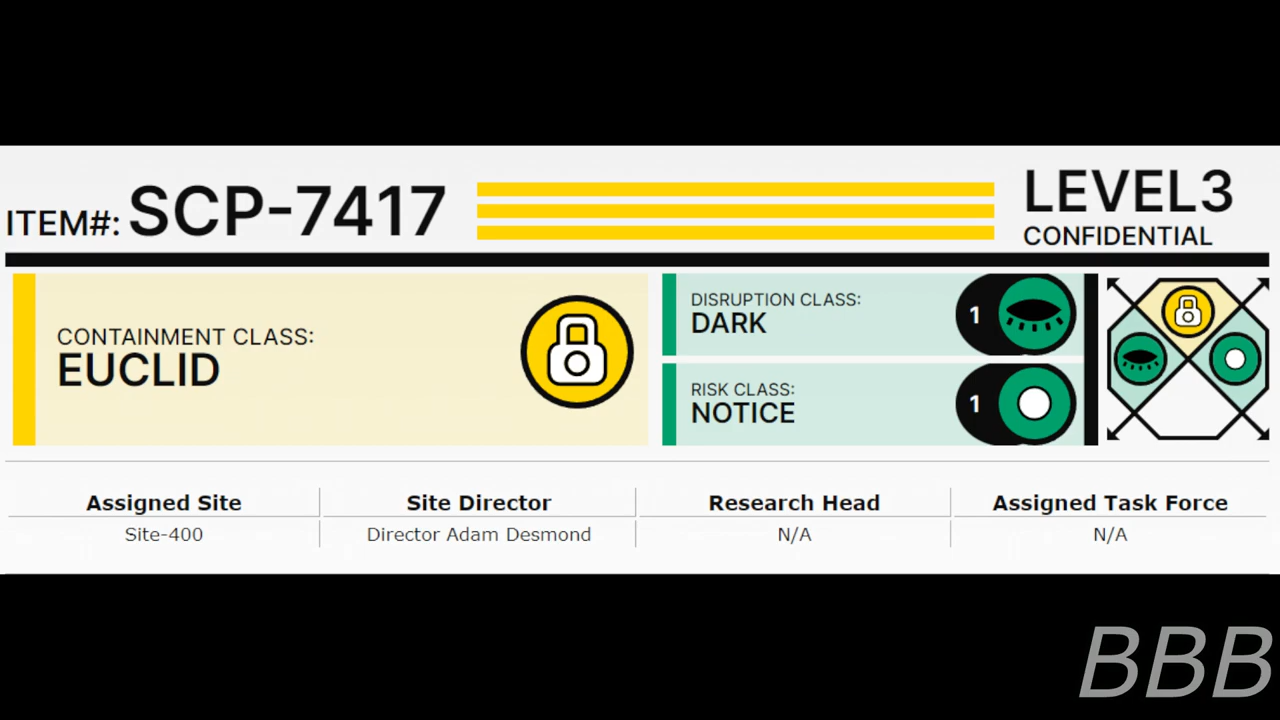 ITEM#: SCP-7417
LEVEL3
CONFIDENTIAL
CONTAINMENT CLASS:
EUCLID
DISRUPTION CLASS:
DARK
1
RISK CLASS:
NOTICE
1
Assigned Site Site Director Research Head Assigned Task Force
Site-400 Director Adam Desmond N/A N/A
BBB